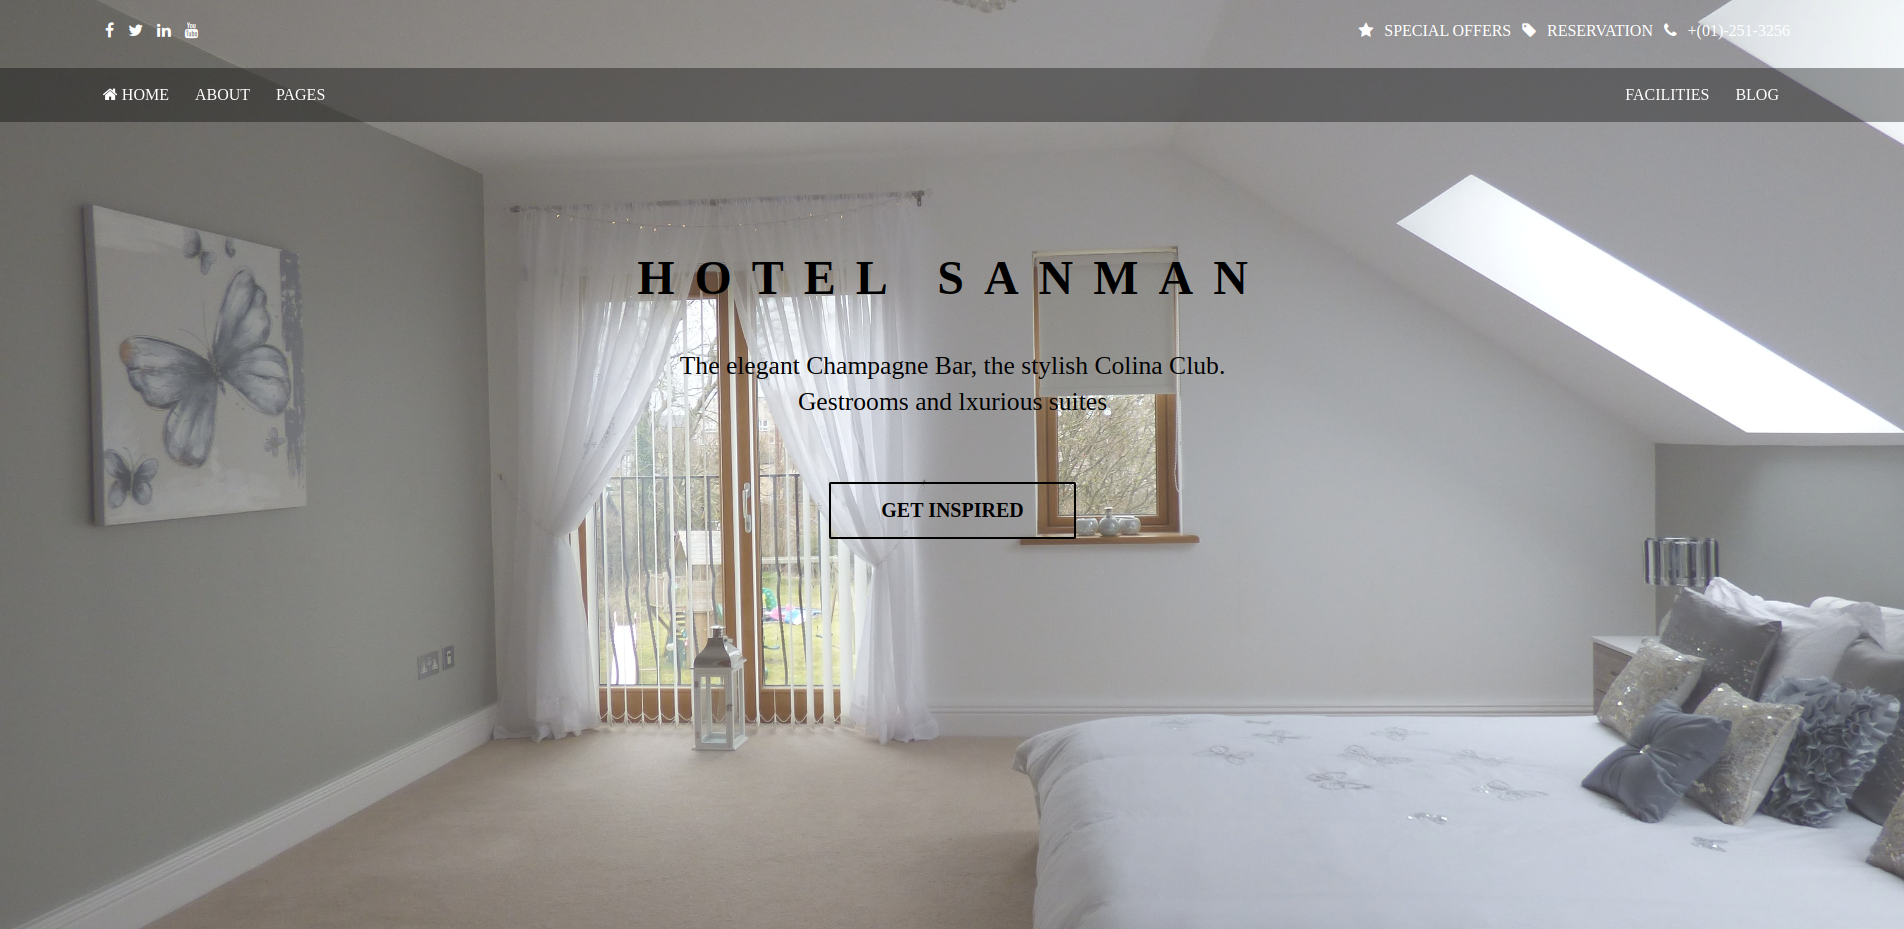 SPECIAL OFFERS RESERVATION +(01)-251-3256
HOME ABOUT PAGES FACILITIES BLOG
HOTEL SANMAN
The elegant Champagne Bar, the stylish Colina Club.
Gestrooms and lxurious suites
GET INSPIRED